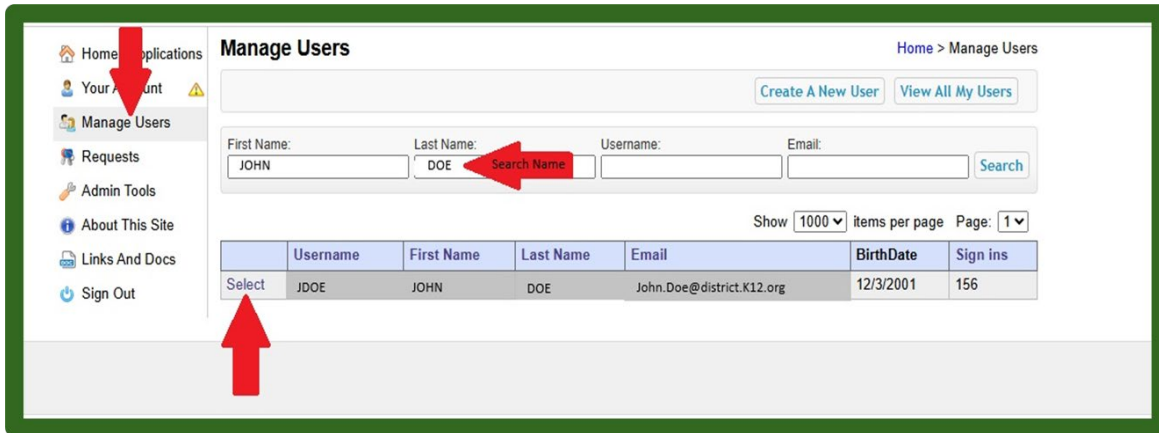 Home Applications
Your Account
Manage Users
Requests
Admin Tools
About This Site
Links And Docs
Sign Out
Manage Users
Home > Manage Users
Create A New User View All My Users
First Name: Last Name: Username: Email:
JOHN DOE Search Name Search
Show 1000 items per page Page: 1
Username First Name Last Name Email BirthDate Sign ins
Select JDOE JOHN DOE John.Doe@district.K12.org 12/3/2001 156